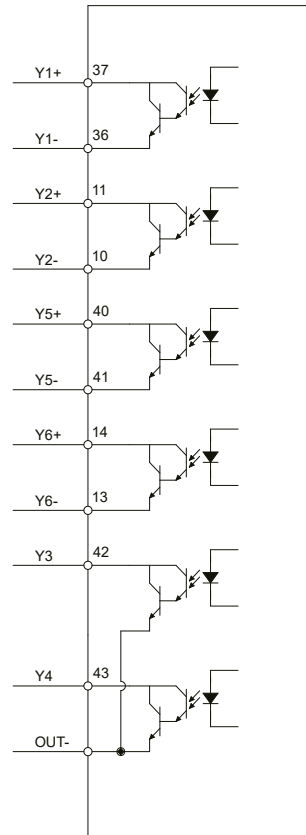 Y1+ 37
Y1- 36
Y2+ 11
Y2- 10
Y5+ 40
Y5- 41
Y6+ 14
Y6- 13
Y3 42
Y4 43
OUT-